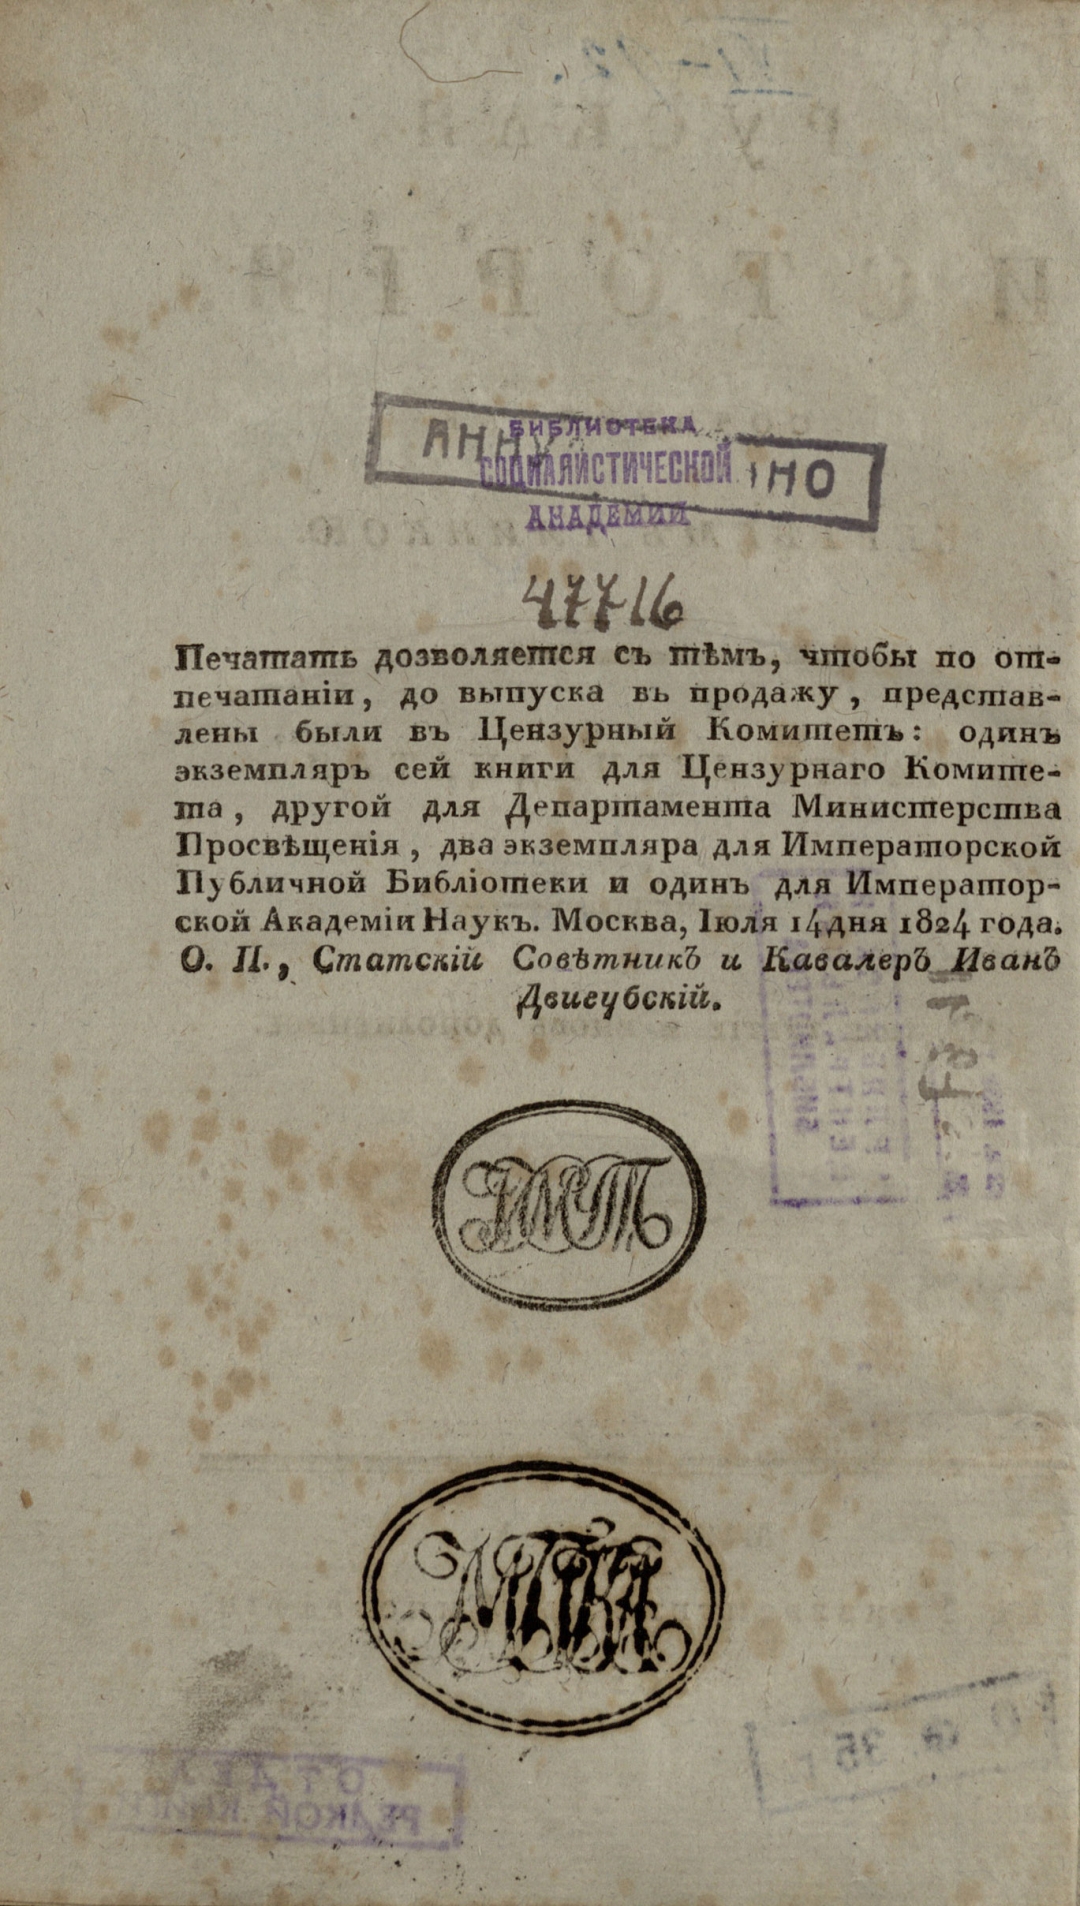 БИБЛИОТЕКА
СОЦИАЛИСТИЧЕСКОЙ
АКАДЕМИИ
47716
Печатать дозволяется съ тѣмъ, чтобы по от-
печатаніи, до выпуска въ продажу, представ-
лены были въ Цензурный Комитетъ: одинъ
экземпляръ сей книги для Цензурнаго Комите-
та, другой для Департамента Министерства
Просвѣщенія, два экземпляра для Императорской
Публичной Библіотеки и одинъ для Император-
ской Академіи Наукъ. Москва, Іюля 14 дня 1824 года.
О. П., Статскій Совѣтникъ и Кавалеръ Иванъ
Двигубскій.